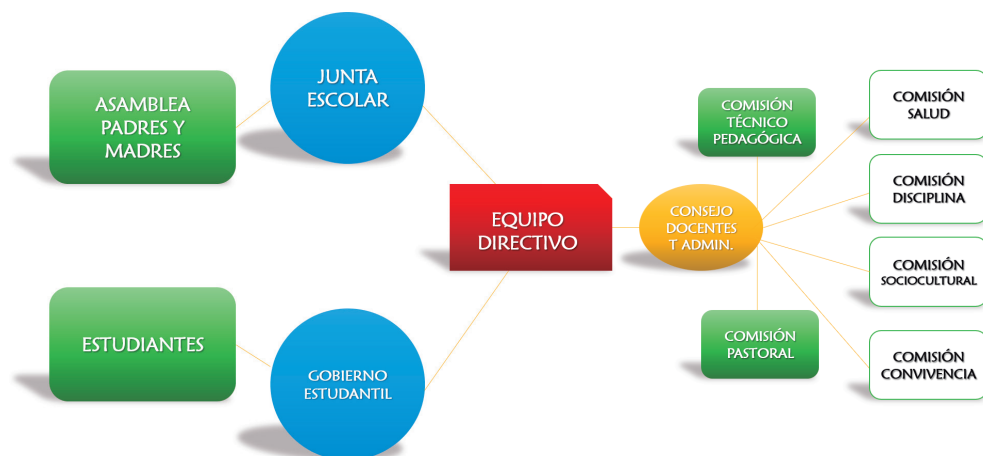 ASAMBLEA
PADRES Y
MADRES
JUNTA
ESCOLAR
ESTUDIANTES
GOBIERNO
ESTUDANTIL
EQUIPO
DIRECTIVO
CONSEJO
DOCENTES
T ADMIN.
COMISIÓN
TÉCNICO
PEDAGÓGICA
COMISIÓN
PASTORAL
COMISIÓN
SALUD
COMISIÓN
DISCIPLINA
COMISIÓN
SOCIOCULTURAL
COMISIÓN
CONVIVENCIA